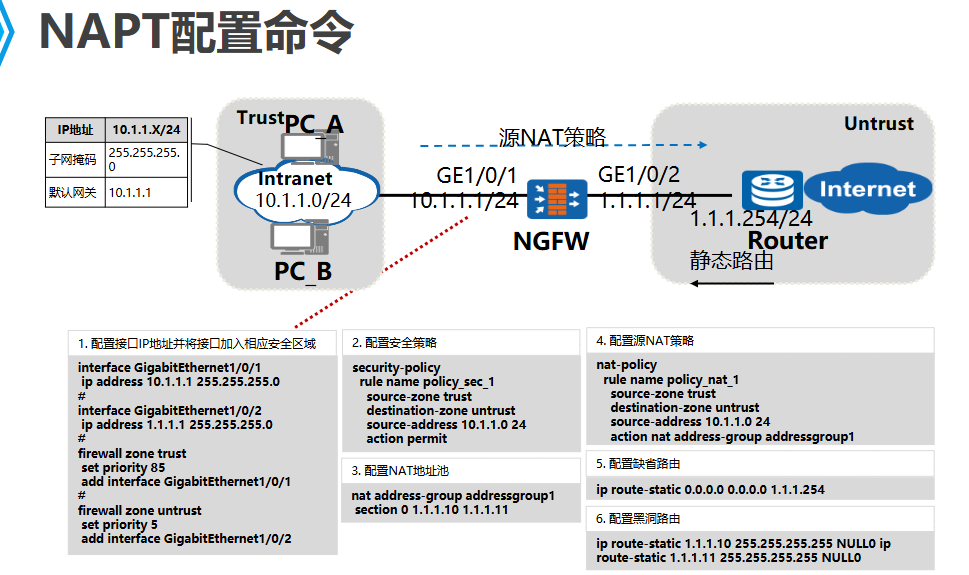 NAPT配置命令
IP地址 10.1.1.X/24
子网掩码 255.255.255.
0
默认网关 10.1.1.1
Trust
PC_A
Intranet
10.1.1.0/24
PC_B
源NAT策略
GE1/0/1
10.1.1.1/24
NGFW
GE1/0/2
1.1.1.1/24
Untrust
Internet
1.1.1.254/24
Router
静态路由
1. 配置接口IP地址并将接口加入相应安全区域
interface GigabitEthernet1/0/1
ip address 10.1.1.1 255.255.255.0
#
interface GigabitEthernet1/0/2
ip address 1.1.1.1 255.255.255.0
#
firewall zone trust
set priority 85
add interface GigabitEthernet1/0/1
#
firewall zone untrust
set priority 5
add interface GigabitEthernet1/0/2
2. 配置安全策略
security-policy
rule name policy_sec_1
source-zone trust
destination-zone untrust
source-address 10.1.1.0 24
action permit
3. 配置NAT地址池
nat address-group addressgroup1
section 0 1.1.1.10 1.1.1.11
4. 配置源NAT策略
nat-policy
rule name policy_nat_1
source-zone trust
destination-zone untrust
source-address 10.1.1.0 24
action nat address-group addressgroup1
5. 配置缺省路由
ip route-static 0.0.0.0 0.0.0.0 1.1.1.254
6. 配置黑洞路由
ip route-static 1.1.1.10 255.255.255.255 NULL0 ip
route-static 1.1.1.11 255.255.255.255 NULL0